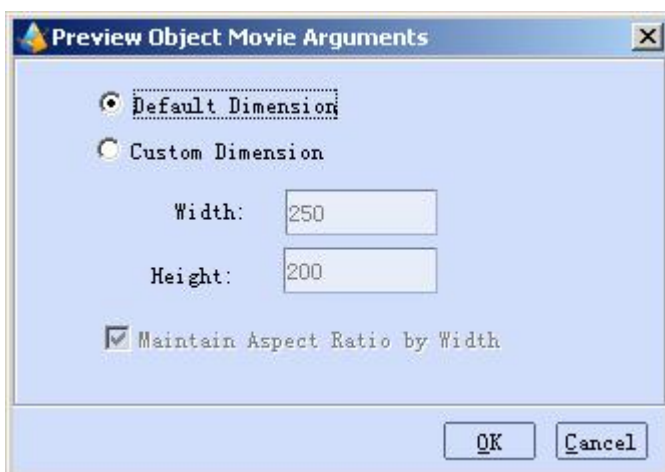 Preview Object Movie Arguments
Default Dimension
Custom Dimension
Width: 250
Height: 200
Maintain Aspect Ratio by Width
OK Cancel